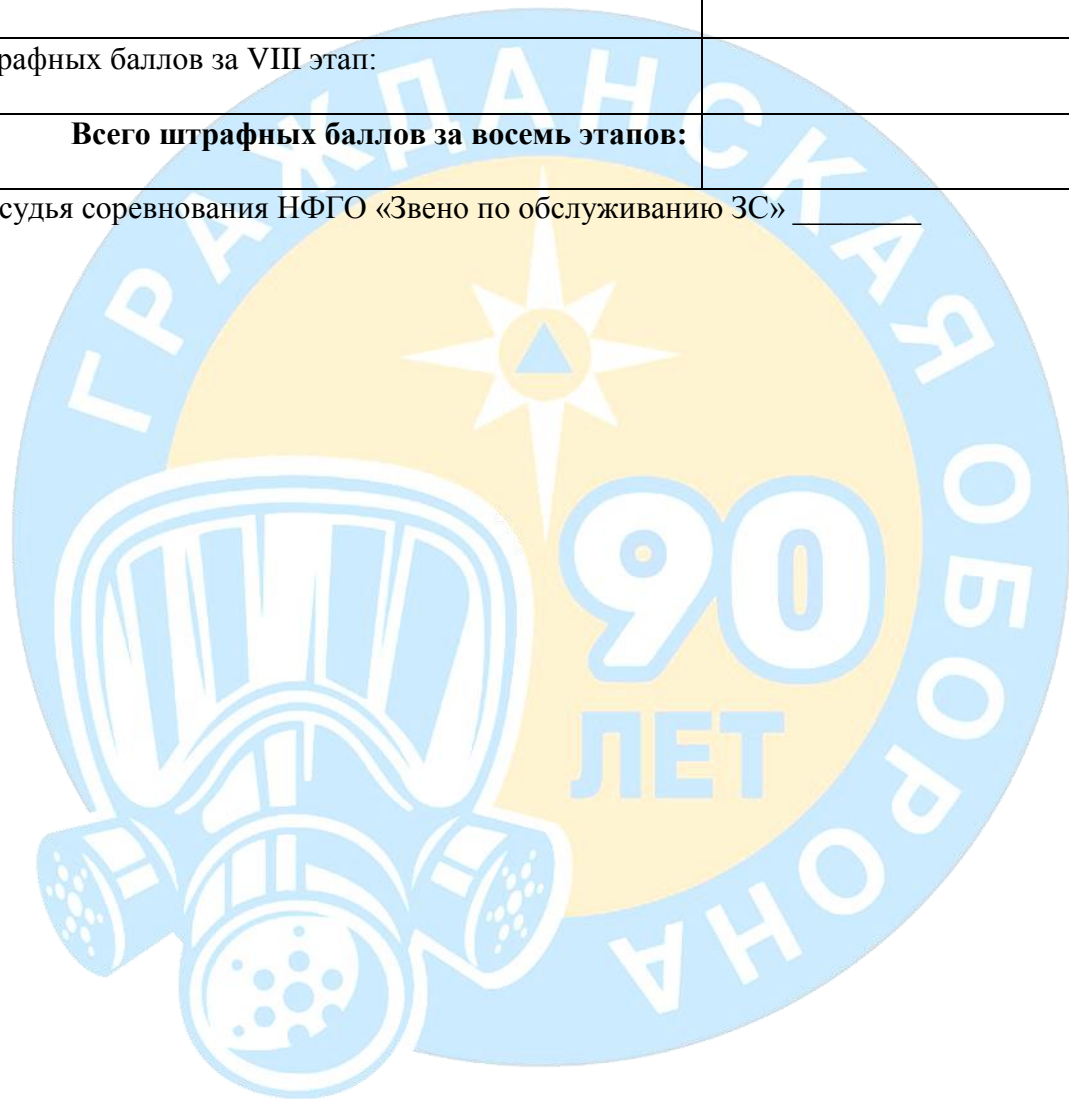 рафных баллов за VIII этап:
Всего штрафных баллов за восемь этапов:
судья соревнования НФГО «Звено по обслуживанию ЗС» _________
ГРАЖДАНСКАЯ ОБОРОНА
90
ЛЕТ